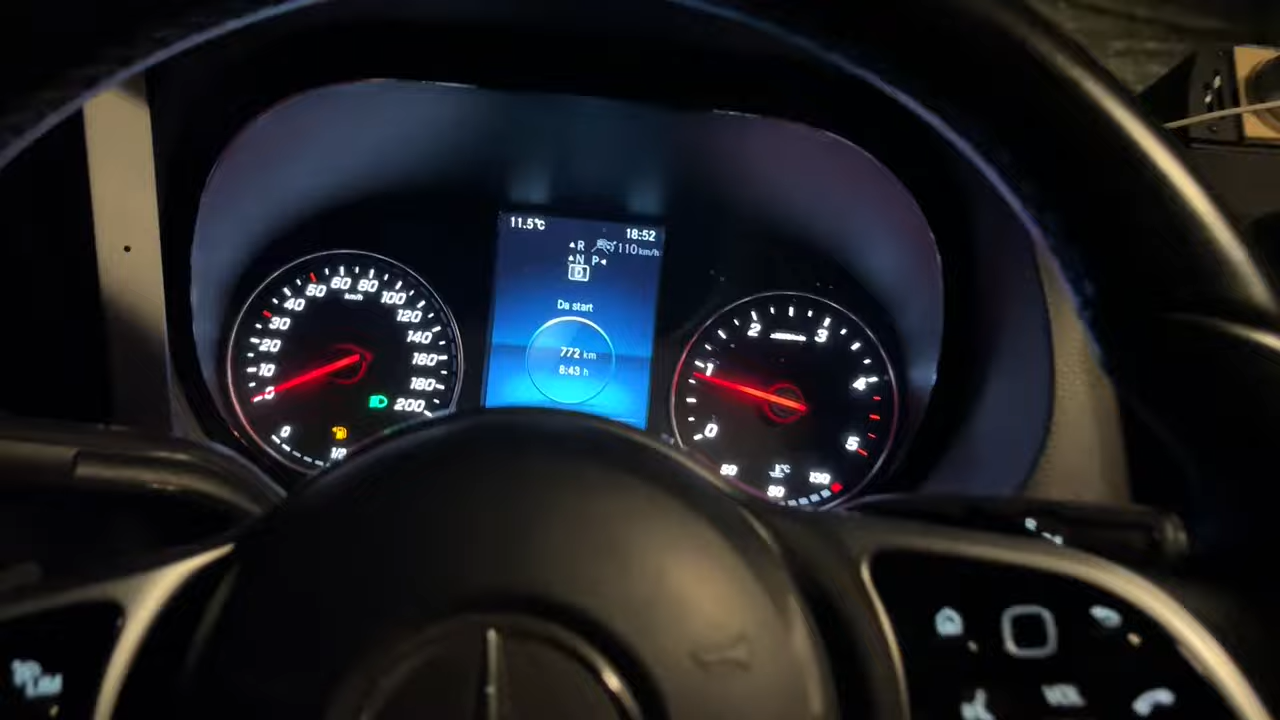 11.5°C 18:52
R 110 km/h
N P
D
Da start
772 km
8:43 h
0 10 20 30 40 50 60 80 100 120 140 160 180 200
km/h
0 1/2
0 1 2 3 4 5
50 90 130
°C
LIM